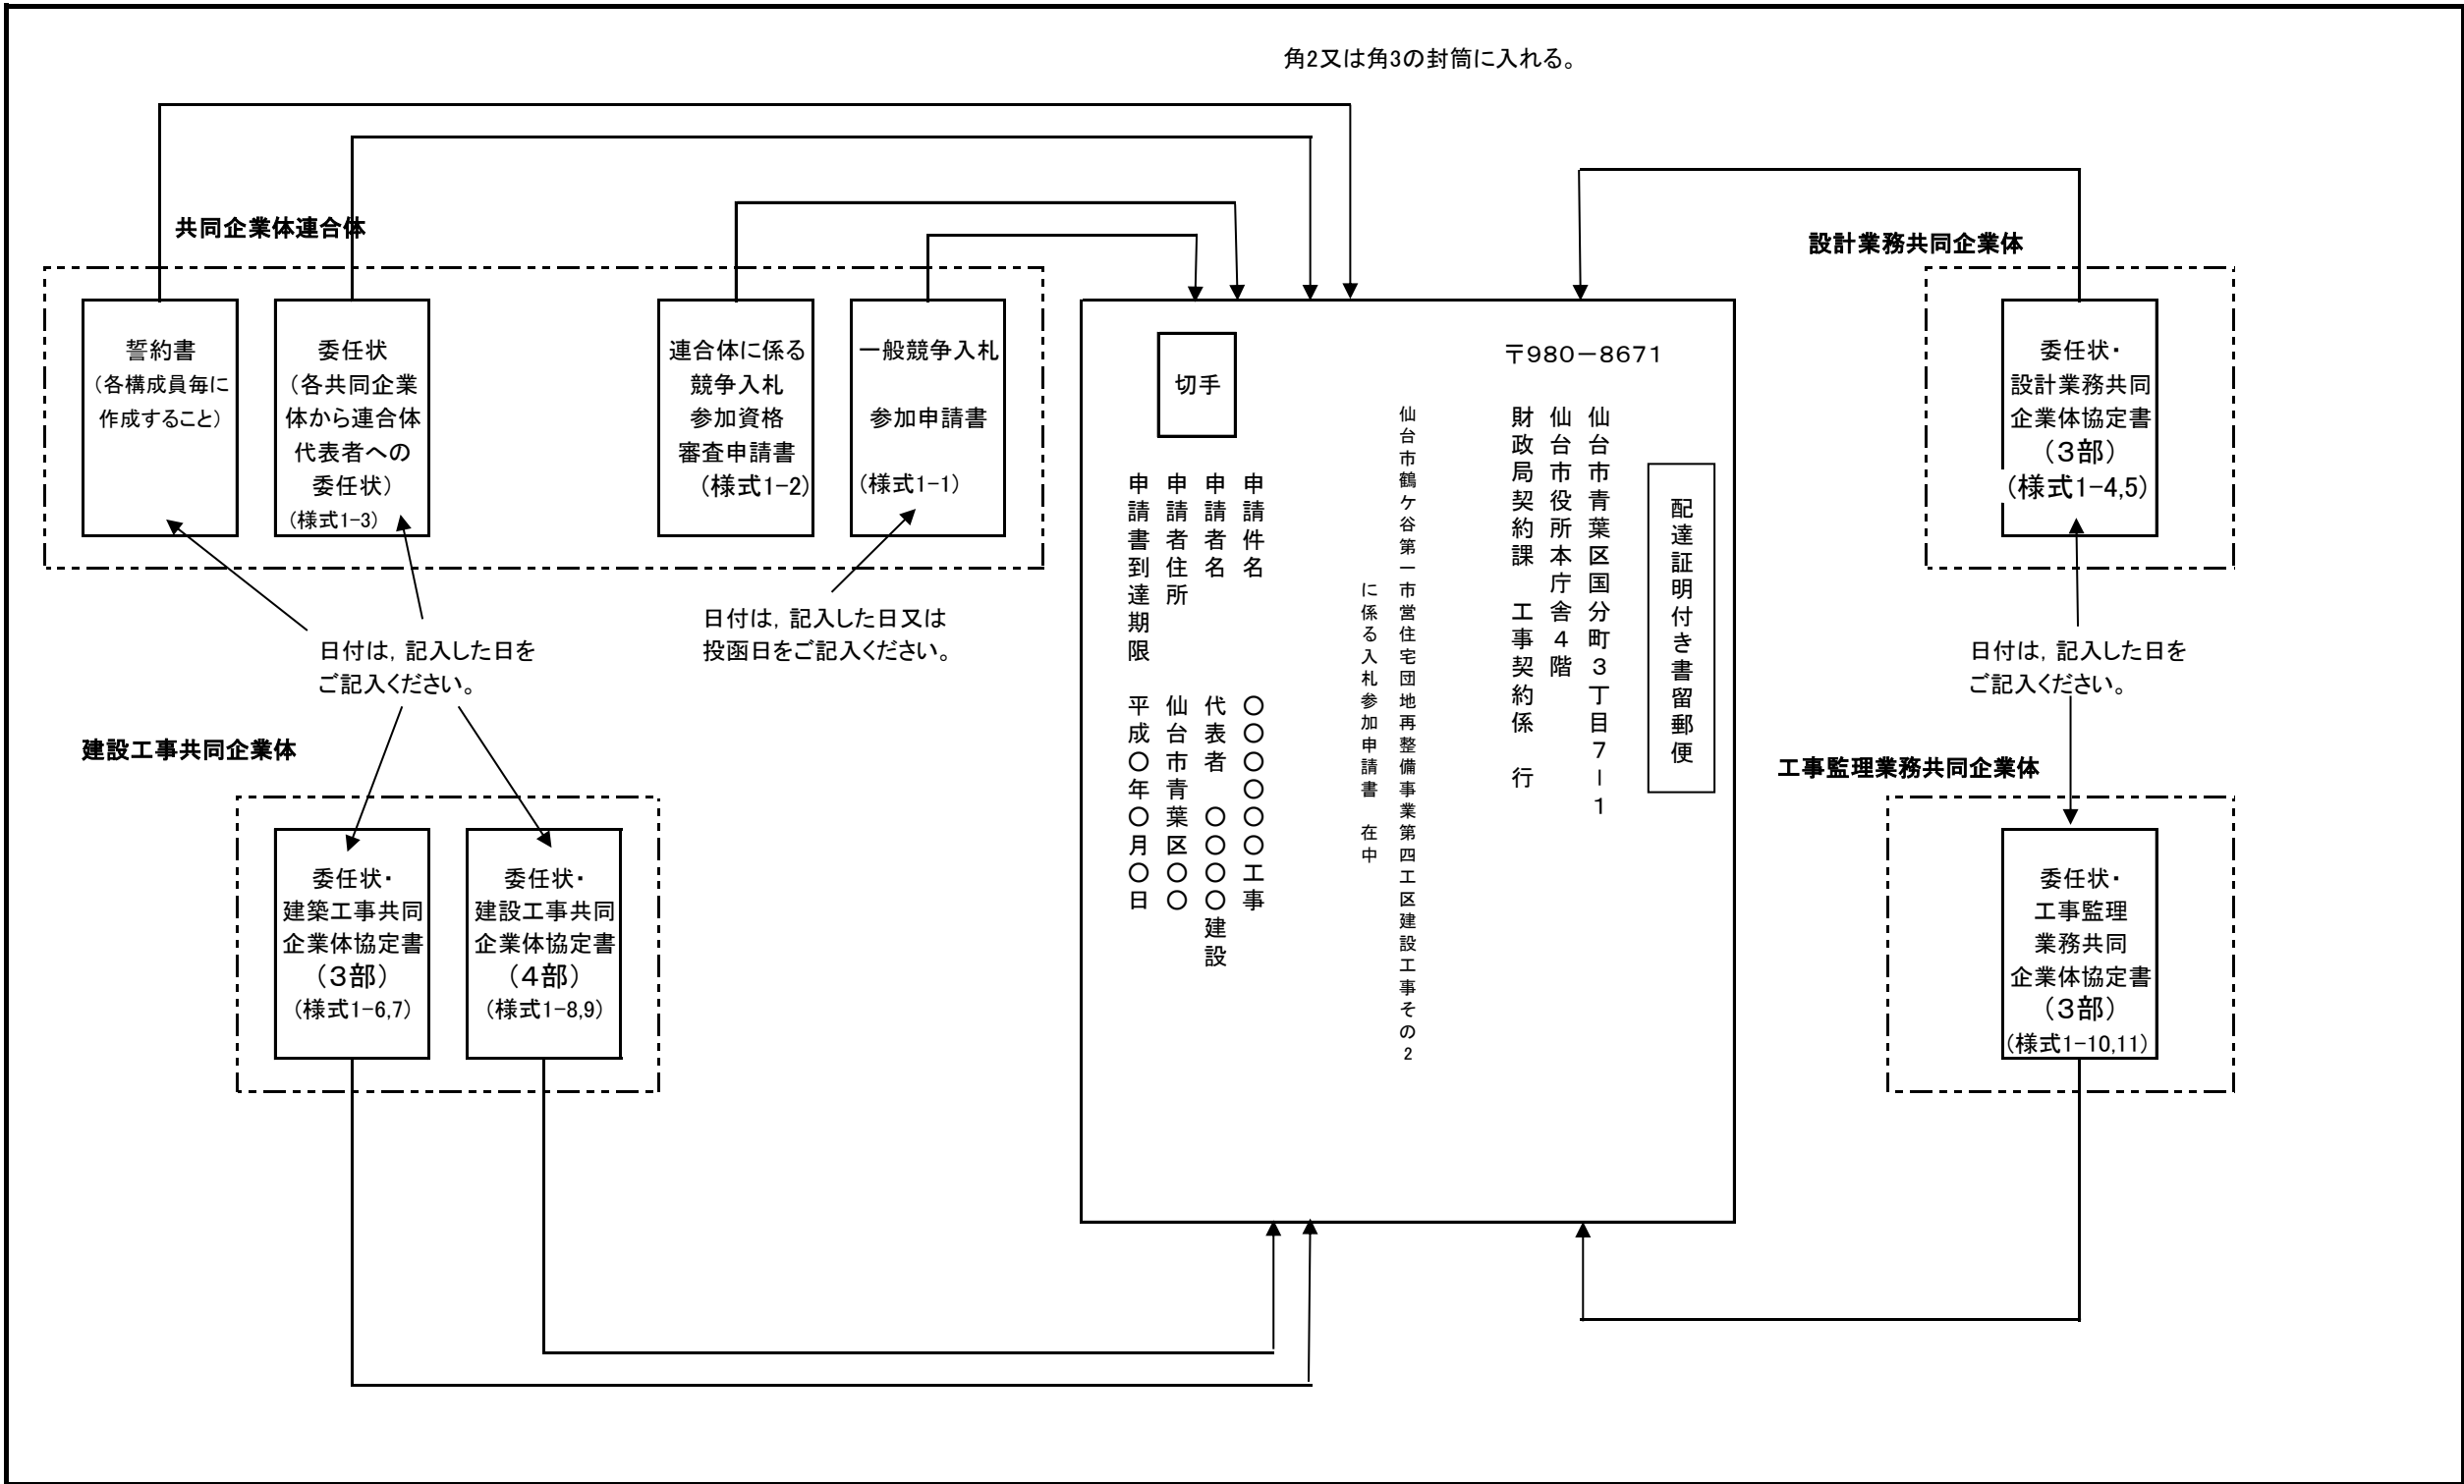 角2又は角3の封筒に入れる。
共同企業体連合体
誓約書
（各構成員毎に
作成すること）
委任状
（各共同企業
体から連合体
代表者への
委任状）
（様式1-3）
連合体に係る
競争入札
参加資格
審査申請書
（様式1-2）
一般競争入札
参加申請書
（様式1-1）
日付は，記入した日又は
投函日をご記入ください。
日付は，記入した日を
ご記入ください。
建設工事共同企業体
委任状・
建築工事共同
企業体協定書
（3部）
（様式1-6,7）
委任状・
建設工事共同
企業体協定書
（4部）
（様式1-8,9）
切手
〒980－8671
配達証明付き書留郵便
仙台市青葉区国分町３丁目７ー１
仙台市役所本庁舎４階
財政局契約課　工事契約係　行
仙台市鶴ケ谷第一市営住宅団地再整備事業第四工区建設工事その2
に係る入札参加申請書　在中
申請件名　〇〇〇〇〇〇工事
申請者名　代表者　〇〇〇〇建設
申請者住所　仙台市青葉区〇〇
申請書到達期限　平成〇年〇月〇日
設計業務共同企業体
委任状・
設計業務共同
企業体協定書
（3部）
（様式1-4,5）
日付は，記入した日を
ご記入ください。
工事監理業務共同企業体
委任状・
工事監理
業務共同
企業体協定書
（3部）
（様式1-10,11）